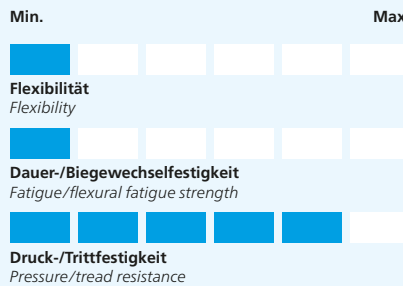 Min. Max
Flexibilität
Flexibility
Dauer-/Biegewechselfestigkeit
Fatigue/flexural fatigue strength
Druck-/Trittfestigkeit
Pressure/tread resistance